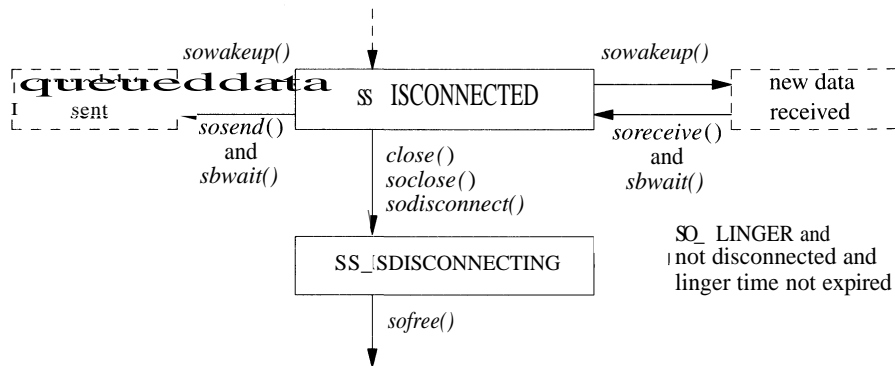 sowakeup()
queueddata
sent
SS ISCONNECTED
sowakeup()
new data
received
sosend()
and
sbwait()
soreceive()
and
sbwait()
close()
soclose()
sodisconnect()
SS_ISDISCONNECTING
SO_ LINGER and
not disconnected and
linger time not expired
sofree()